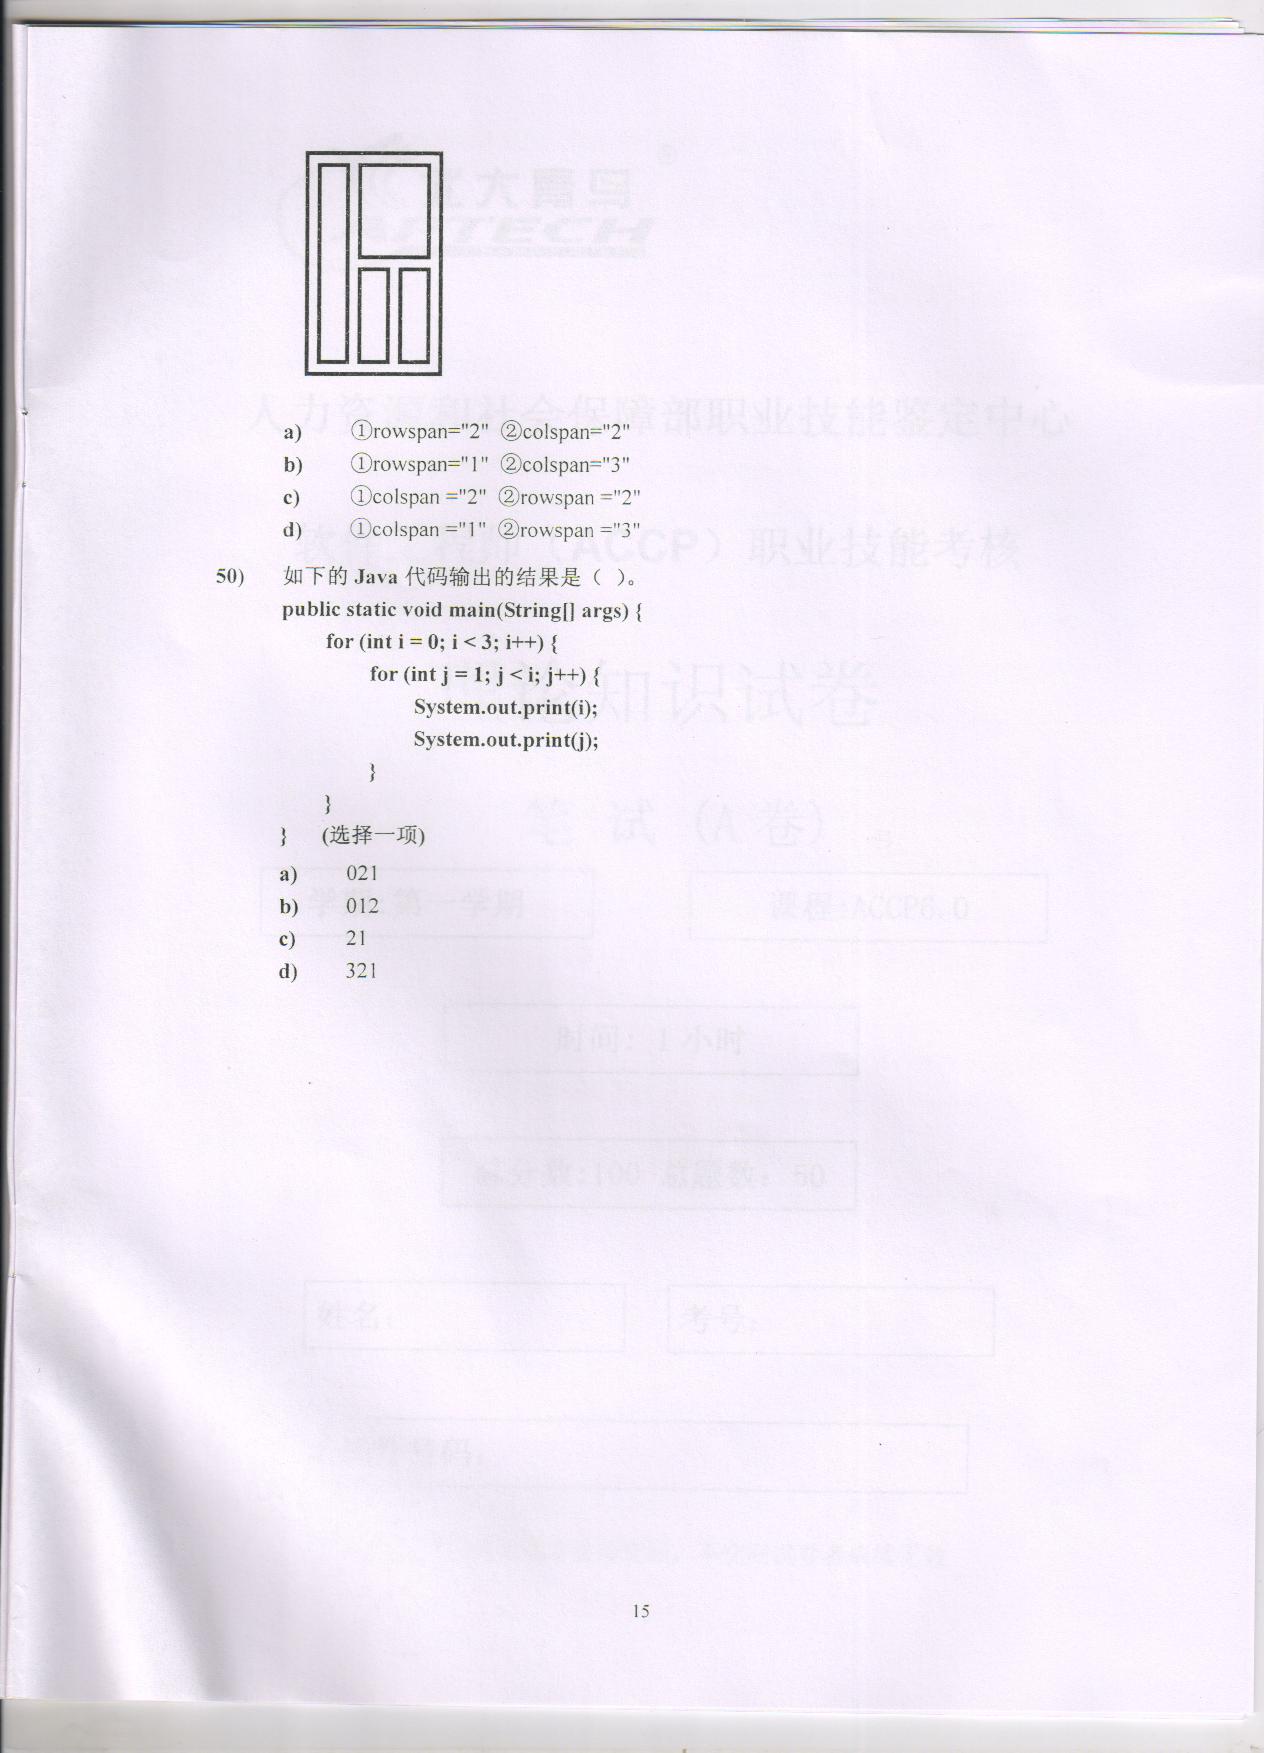 a) ①rowspan="2" ②colspan="2"
b) ①rowspan="1" ②colspan="3"
c) ①colspan ="2" ②rowspan ="2"
d) ①colspan ="1" ②rowspan ="3"
50) 如下的 Java 代码输出的结果是（ ）。
public static void main(String[] args) {
for (int i = 0; i < 3; i++) {
for (int j = 1; j < i; j++) {
System.out.print(i);
System.out.print(j);
}
}
} (选择一项)
a) 021
b) 012
c) 21
d) 321
15